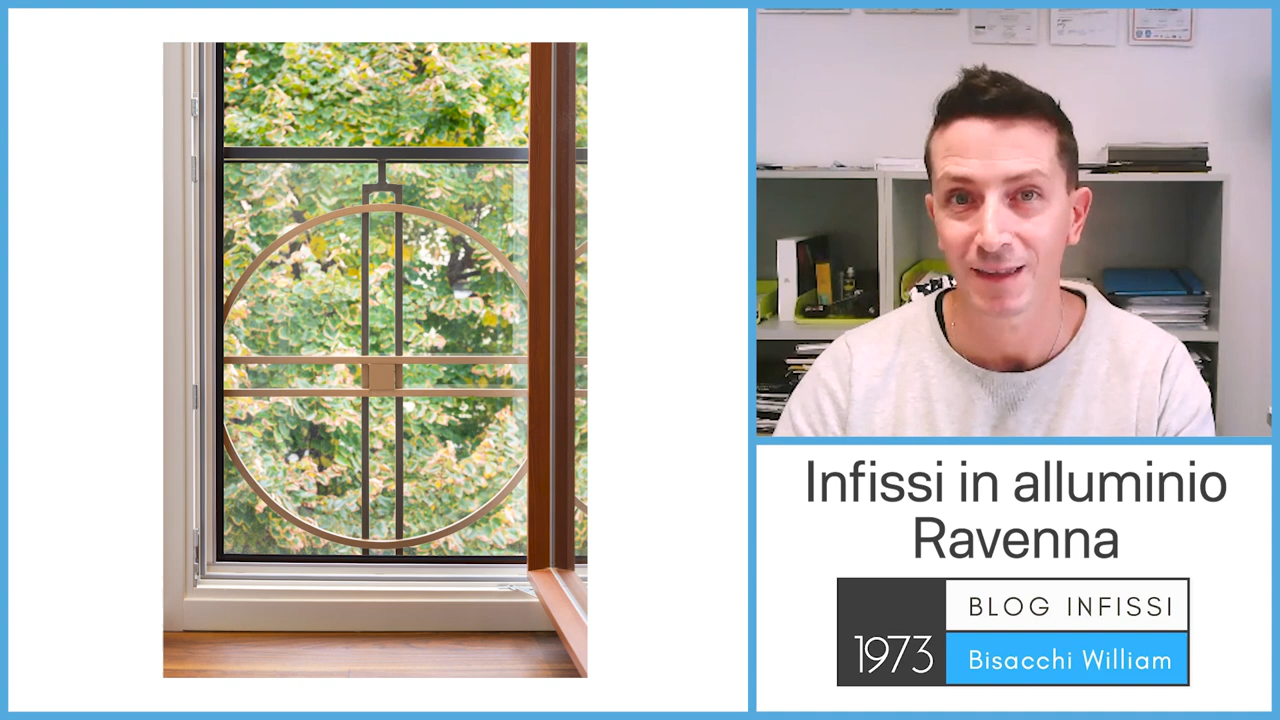 Infissi in alluminio
Ravenna
BLOG INFISSI
1973
Bisacchi William